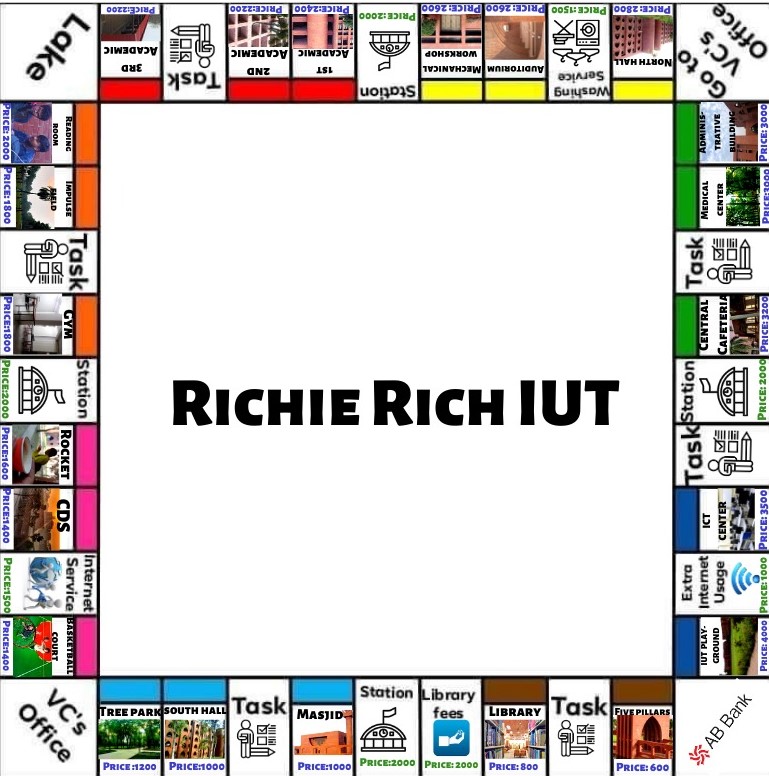 Lake
PRICE:2200
3RD
ACADEMIC
Task
PRICE:2200
2ND
ACADEMIC
PRICE:2400
1ST
ACADEMIC
PRICE:2000
Station
PRICE:2600
MECHANICAL
WORKSHOP
PRICE:2600
AUDITORIUM
PRICE:1500
Washing
Service
PRICE:2800
NORTH HALL
Go to
VC's
Office
READING
ROOM
PRICE: 2000
IMPULSE
FIELD
PRICE:1800
Task
GYM
PRICE:1800
Station
PRICE:2000
ROCKET
PRICE:1600
CDS
PRICE:1400
Internet
Service
PRICE:1500
BASKETBALL
COURT
PRICE:1400
ADMINIS-
TRATIVE
BUILDING
PRICE: 3000
MEDICAL
CENTER
PRICE:3000
Task
CENTRAL
CAFETERIA
PRICE: 3200
Station
PRICE: 2000
Task
ICT
CENTER
PRICE: 3500
Extra
Internet
Usage
PRICE:1000
IUT PLAY-
GROUND
PRICE: 4000
RICHIE RICH IUT
VC's
Office
TREE PARK
PRICE:1200
SOUTH HALL
PRICE:1000
Task
MASJID
PRICE:1000
Station
PRICE:2000
Library
fees
PRICE: 2000
LIBRARY
PRICE: 800
Task
FIVE PILLARS
PRICE: 600
AB Bank